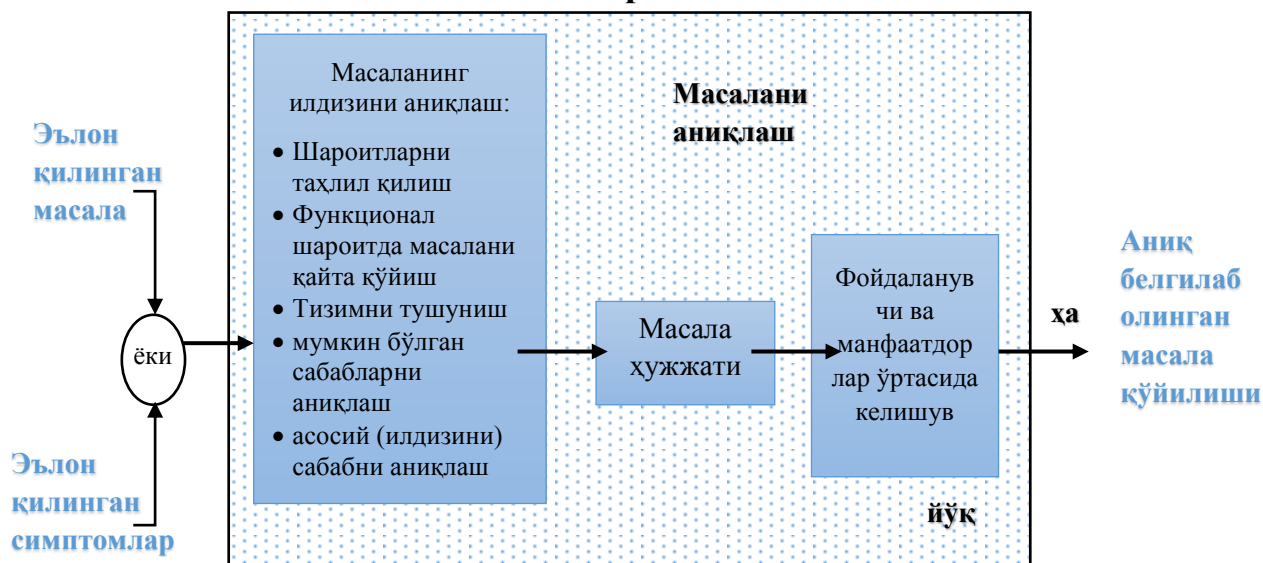 Эълон
қилинган
масала
ёки
Эълон
қилинган
симптомлар
Масаланинг
илдизини аниқлаш:
• Шароитларни
таҳлил қилиш
• Функционал
шароитда масалани
қайта қўйиш
• Тизимни тушуниш
• мумкин бўлган
сабабларни
аниқлаш
• асосий (илдизини)
сабабни аниқлаш
Масалани
аниқлаш
Масала
ҳужжати
Фойдаланув
чи ва
манфаатдор
лар ўртасида
келишув
йўқ
ҳа
Аниқ
белгилаб
олинган
масала
қўйилиши